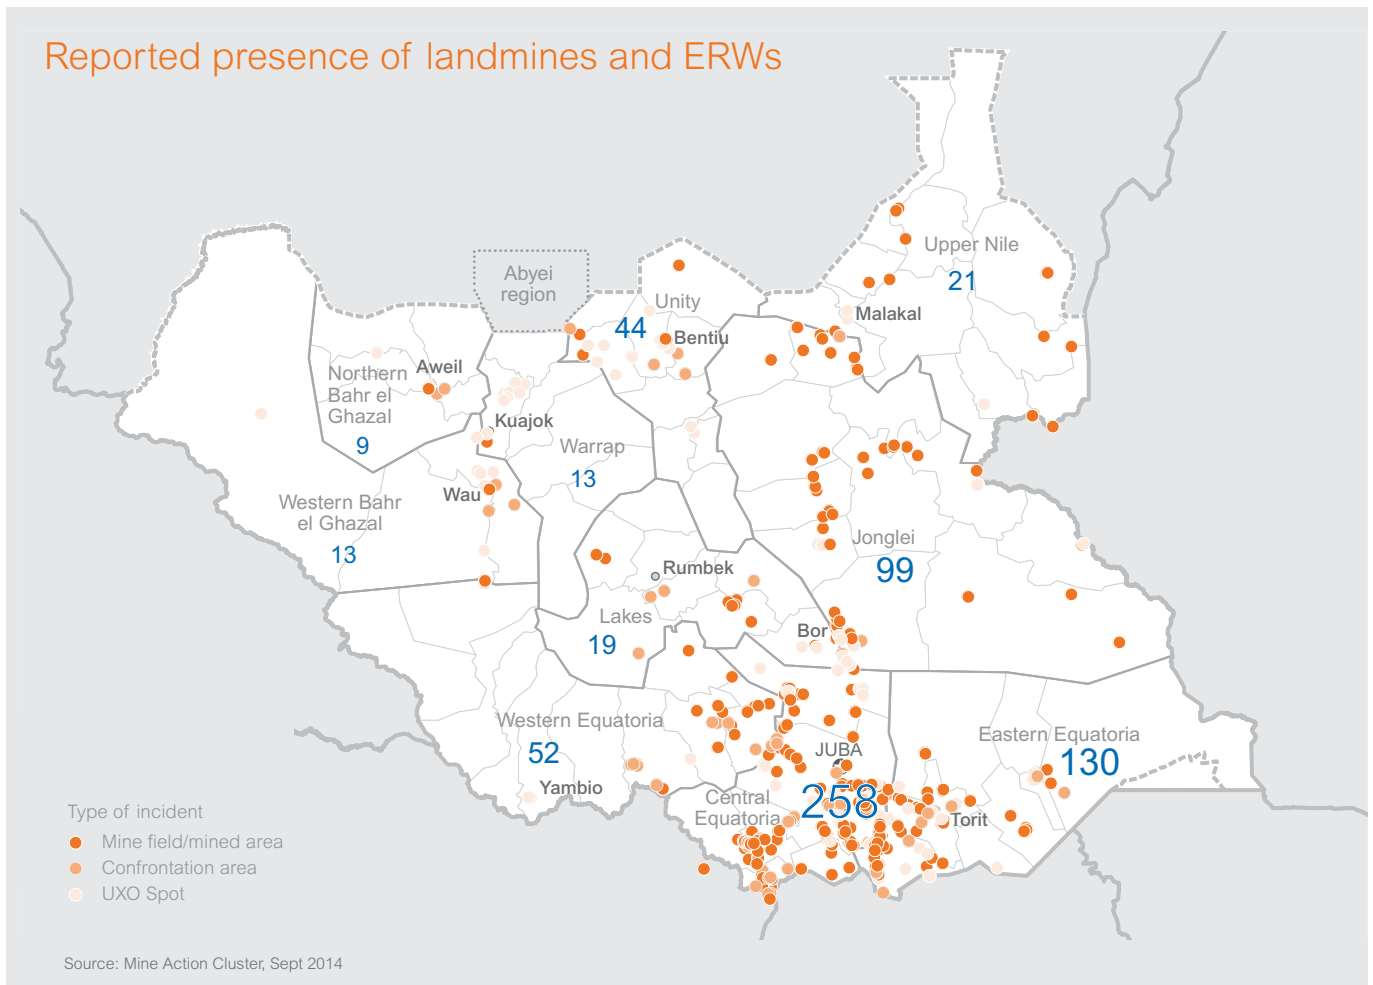 Reported presence of landmines and ERWs
Upper Nile
21
Abyei
region
Unity
44
Malakal
Bentiu
Aweil
Northern
Bahr el
Ghazal
9
Kuajok
Warrap
13
Wau
Western Bahr
el Ghazal
13
Jonglei
99
Rumbek
Lakes
19
Bor
Western Equatoria
52
Eastern Equatoria
130
JUBA
Yambio
Central
Equatoria
258
Torit
Type of incident
Mine field/mined area
Confrontation area
UXO Spot
Source: Mine Action Cluster, Sept 2014